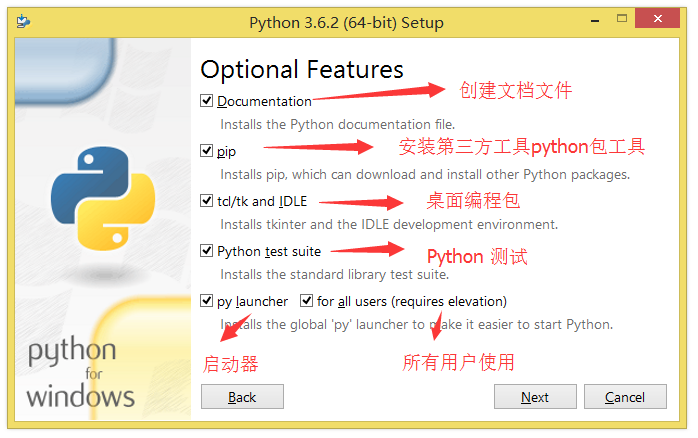 Python 3.6.2 (64-bit) Setup
Optional Features
Documentation
创建文档文件
Installs the Python documentation file.
pip
安装第三方工具python包工具
Installs pip, which can download and install other Python packages.
tcl/tk and IDLE
桌面编程包
Installs tkinter and the IDLE development environment.
Python test suite
Python 测试
Installs the standard library test suite.
py launcher for all users (requires elevation)
Installs the global 'py' launcher to make it easier to start Python.
启动器
所有用户使用
python
for
windows
Back Next Cancel